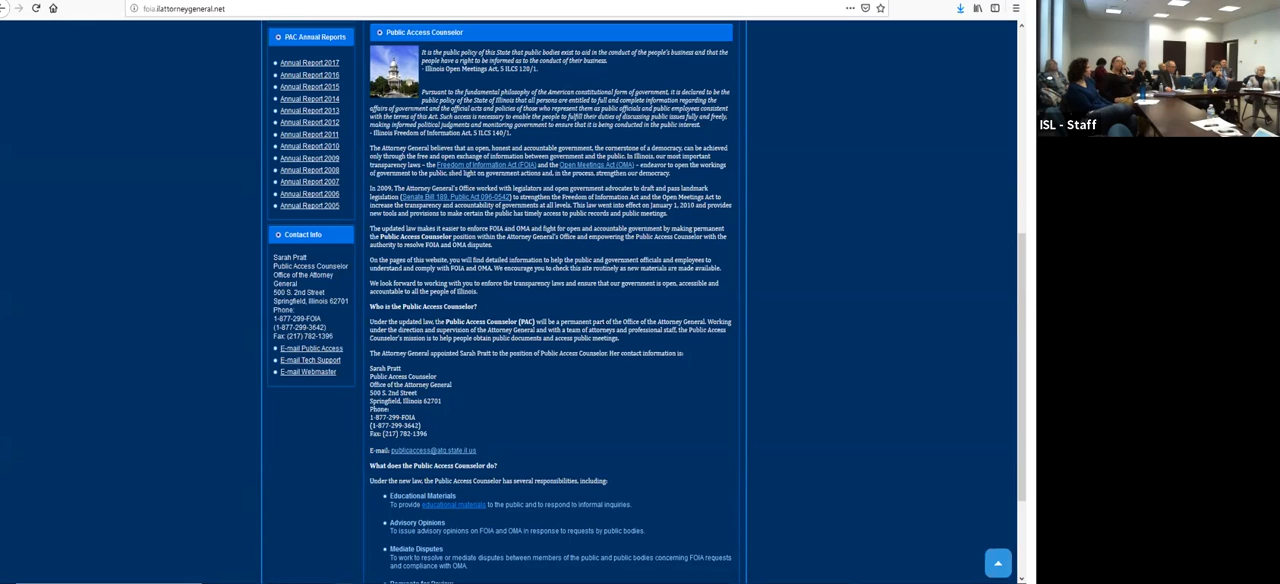 foia.ilattorneygeneral.net
PAC Annual Reports
Annual Report 2017
Annual Report 2016
Annual Report 2015
Annual Report 2014
Annual Report 2013
Annual Report 2012
Annual Report 2011
Annual Report 2010
Annual Report 2009
Annual Report 2008
Annual Report 2007
Annual Report 2006
Annual Report 2005
Contact Info
Sarah Pratt
Public Access Counselor
Office of the Attorney
General
500 S. 2nd Street
Springfield, Illinois 62701
Phone:
1-877-299-FOIA
(1-877-299-3642)
Fax: (217) 782-1396
E-mail Public Access
E-mail Tech Support
E-mail Webmaster
Public Access Counselor
It is the public policy of this State that public bodies exist to aid in the conduct of the people's business and that the
people have a right to be informed as to the conduct of their business.
- Illinois Open Meetings Act, 5 ILCS 120/1.
Pursuant to the fundamental philosophy of the American constitutional form of government, it is declared to be the
public policy of the State of Illinois that all persons are entitled to full and complete information regarding the
affairs of government and the official acts and policies of those who represent them as public officials and public employees consistent
with the terms of this Act. Such access is necessary to enable the people to fulfill their duties of discussing public issues fully and freely,
making informed political judgments and monitoring government to ensure that it is being conducted in the public interest.
- Illinois Freedom of Information Act, 5 ILCS 140/1.
The Attorney General believes that an open, honest and accountable government, the cornerstone of a democracy, can be achieved
only through the free and open exchange of information between government and the public. In Illinois, our most important
transparency laws – the Freedom of Information Act (FOIA) and the Open Meetings Act (OMA) – endeavor to open the workings
of government to the public, shed light on government actions and, in the process, strengthen our democracy.
In 2009, The Attorney General's Office worked with legislators and open government advocates to draft and pass landmark
legislation (Senate Bill 189, Public Act 096-0542) to strengthen the Freedom of Information Act and the Open Meetings Act to
increase the transparency and accountability of governments at all levels. This law went into effect on January 1, 2010 and provides
new tools and provisions to make certain the public has timely access to public records and public meetings.
The updated law makes it easier to enforce FOIA and OMA and fight for open and accountable government by making permanent
the Public Access Counselor position within the Attorney General's Office and empowering the Public Access Counselor with the
authority to resolve FOIA and OMA disputes.
On the pages of this website, you will find detailed information to help the public and government officials and employees to
understand and comply with FOIA and OMA. We encourage you to check this site routinely as new materials are made available.
We look forward to working with you to enforce the transparency laws and ensure that our government is open, accessible and
accountable to all the people of Illinois.
Who is the Public Access Counselor?
Under the updated law, the Public Access Counselor (PAC) will be a permanent part of the Office of the Attorney General. Working
under the direction and supervision of the Attorney General and with a team of attorneys and professional staff, the Public Access
Counselor's mission is to help people obtain public documents and access public meetings.
The Attorney General appointed Sarah Pratt to the position of Public Access Counselor. Her contact information is:
Sarah Pratt
Public Access Counselor
Office of the Attorney General
500 S. 2nd Street
Springfield, Illinois 62701
Phone:
1-877-299-FOIA
(1-877-299-3642)
Fax: (217) 782-1396
E-mail: publicaccess@atg.state.il.us
What does the Public Access Counselor do?
Under the new law, the Public Access Counselor has several responsibilities, including:
Educational Materials
To provide educational materials to the public and to respond to informal inquiries.
Advisory Opinions
To issue advisory opinions on FOIA and OMA in response to requests by public bodies.
Mediate Disputes
To work to resolve or mediate disputes between members of the public and public bodies concerning FOIA requests
and compliance with OMA.
Requests for Review
ISL - Staff